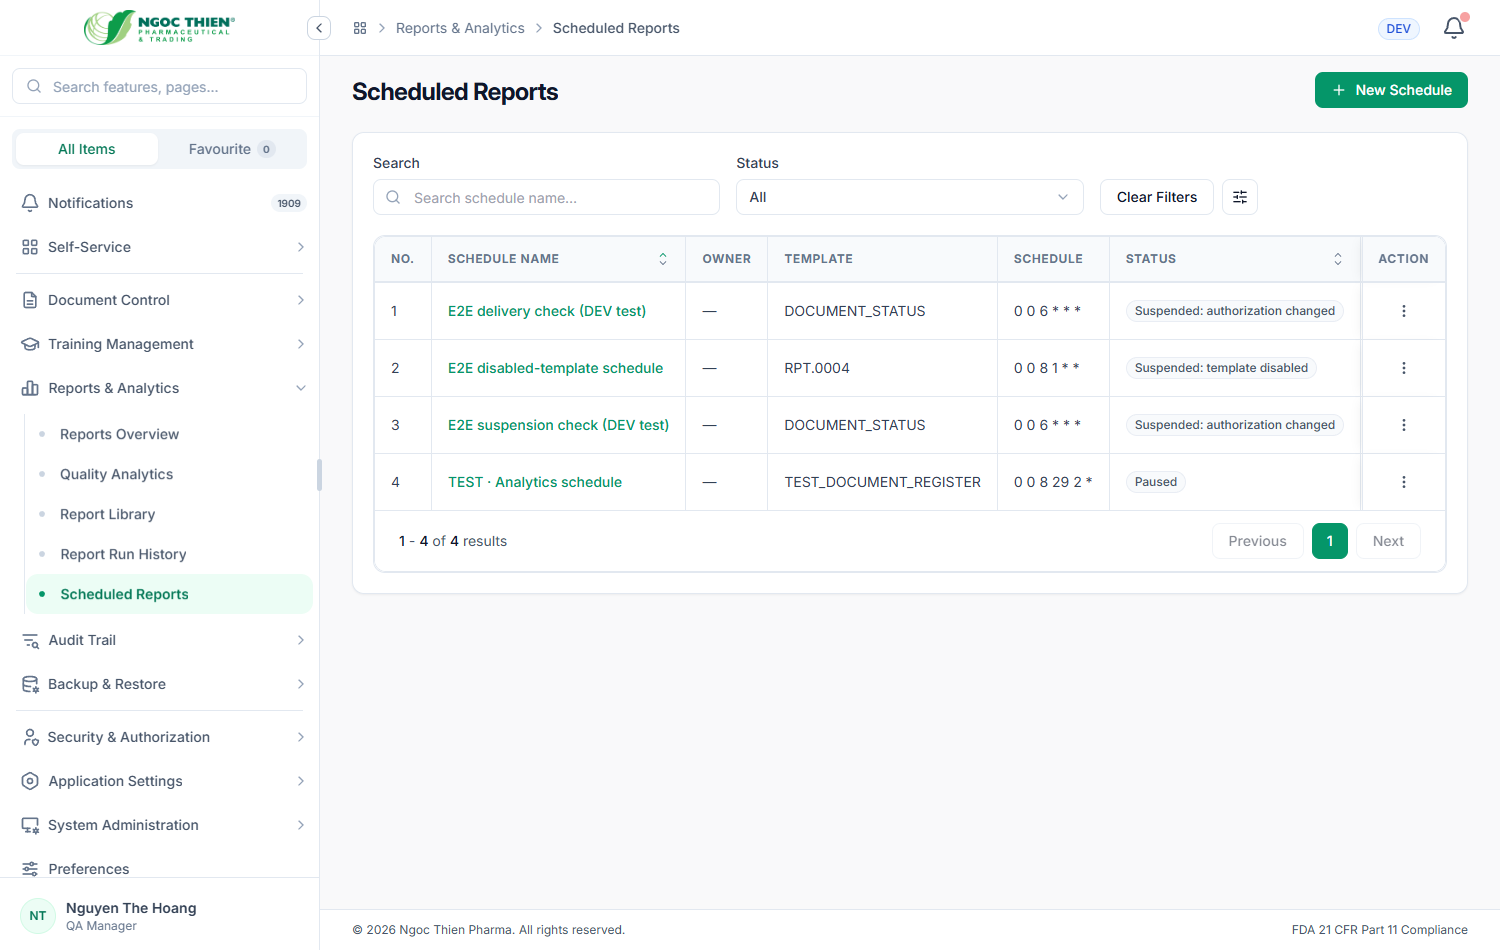 NGOC THIEN®
PHARMACEUTICAL
& TRADING
Search features, pages...
All Items
Favourite 0
Notifications 1909
Self-Service
Document Control
Training Management
Reports & Analytics
Reports Overview
Quality Analytics
Report Library
Report Run History
Scheduled Reports
Audit Trail
Backup & Restore
Security & Authorization
Application Settings
System Administration
Preferences
NT
Nguyen The Hoang
QA Manager
Reports & Analytics > Scheduled Reports
DEV
Scheduled Reports
+ New Schedule
Search
Status
Search schedule name...
All
Clear Filters
NO. SCHEDULE NAME OWNER TEMPLATE SCHEDULE STATUS ACTION
1 E2E delivery check (DEV test) — DOCUMENT_STATUS 0 0 6 * * * Suspended: authorization changed
2 E2E disabled-template schedule — RPT.0004 0 0 8 1 * * Suspended: template disabled
3 E2E suspension check (DEV test) — DOCUMENT_STATUS 0 0 6 * * * Suspended: authorization changed
4 TEST · Analytics schedule — TEST_DOCUMENT_REGISTER 0 0 8 29 2 * Paused
1 - 4 of 4 results
Previous 1 Next
© 2026 Ngoc Thien Pharma. All rights reserved.
FDA 21 CFR Part 11 Compliance